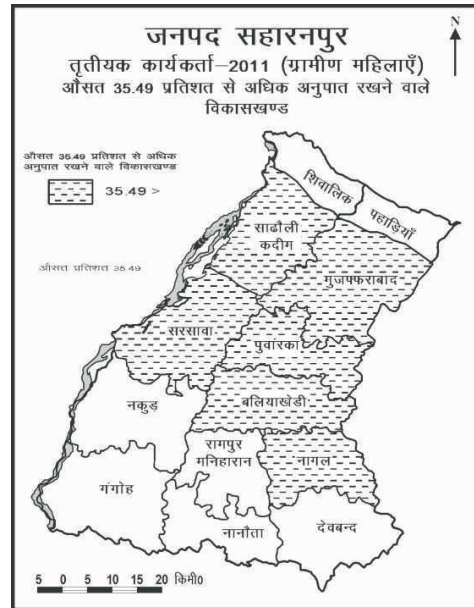 जनपद सहारनपुर
N
तृतीयक कार्यकर्ता–2011 (ग्रामीण महिलाएँ)
औसत 35.49 प्रतिशत से अधिक अनुपात रखने वाले
विकासखण्ड
औसत 35.49 प्रतिशत से अधिक
अनुपात रखने वाले विकासखण्ड
35.49 >
औसत प्रतिशत 35.49
शिवालिक
पहाड़ियाँ
साढौली
कदीम
मुजफ्फराबाद
सरसावा
पुवांरका
नकुड़
बलियाखेडी
रामपुर
मनिहारान
नागल
गंगोह
नानौता
देवबन्द
5 0 5 10 15 20 किमी0